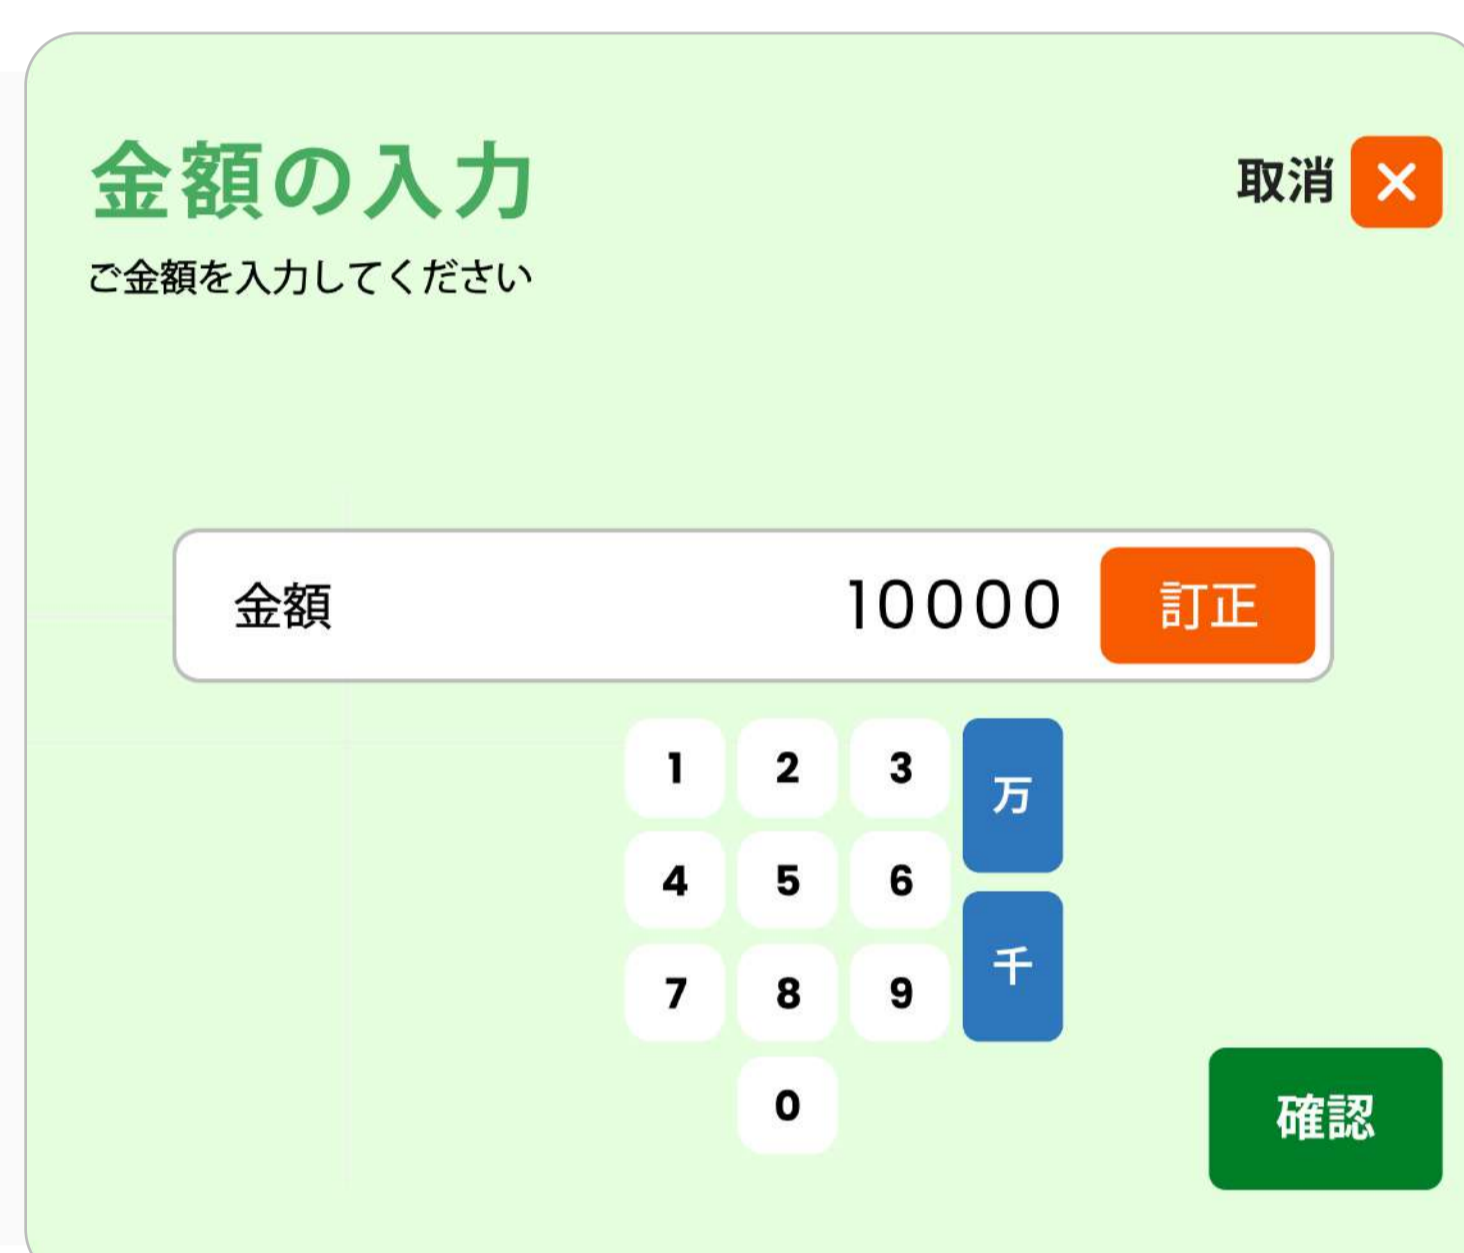 金額の入力
取消 ×
ご金額を入力してください
金額 10000 訂正
1 2 3 万
4 5 6
千
7 8 9
0
確認